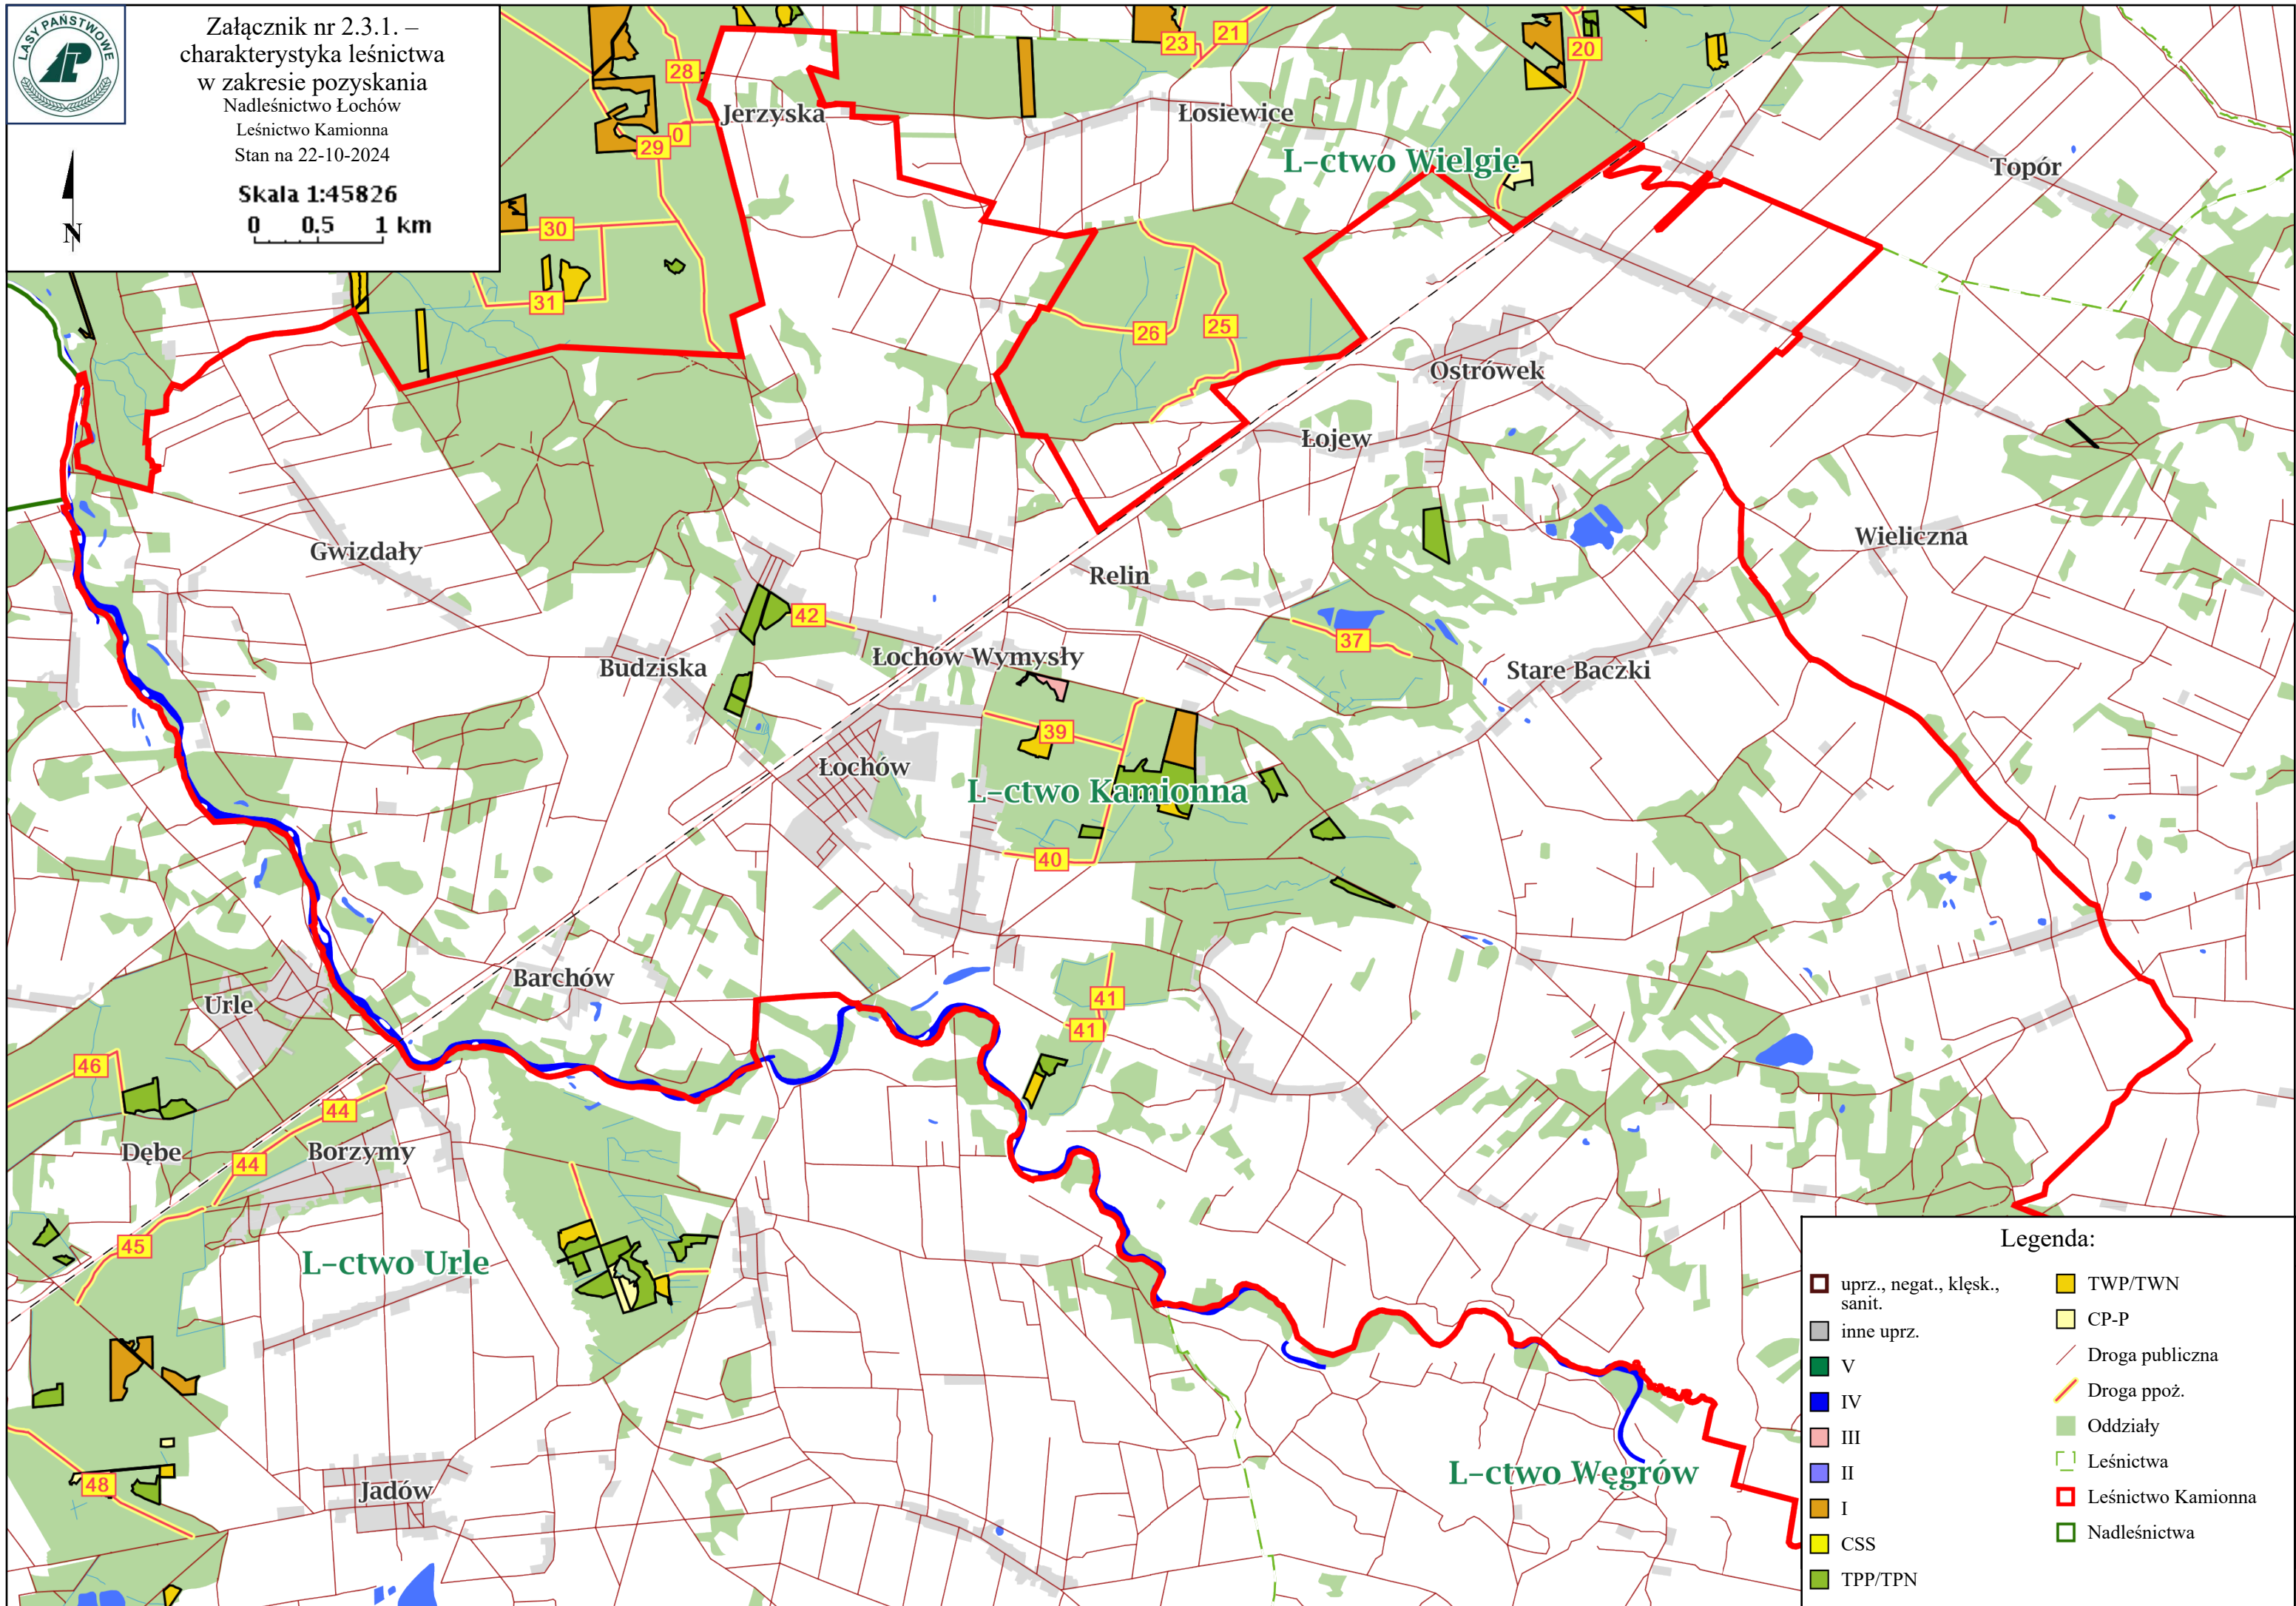 LASY PAŃSTWOWE
Załącznik nr 2.3.1. –
charakterystyka leśnictwa
w zakresie pozyskania
Nadleśnictwo Łochów
Leśnictwo Kamionna
Stan na 22-10-2024
Skala 1:45826
0 0.5 1 km
N
28
23
21
20
Jerzyska
Łosiewice
0
29
L-ctwo Wielgie
Topór
30
31
26
25
Ostrówek
Łojew
Gwizdały
Wieliczna
Relin
42
37
Budziska
Łochów Wymysły
Stare Baczki
39
Łochów
L-ctwo Kamionna
40
Barchów
Urle
41
41
46
44
Dębe
Borzymy
44
45
L-ctwo Urle
48
Jadów
L-ctwo Węgrów
Legenda:
uprz., negat., klęsk.,
sanit.
inne uprz.
V
IV
III
II
I
CSS
TPP/TPN
TWP/TWN
CP-P
Droga publiczna
Droga ppoż.
Oddziały
Leśnictwa
Leśnictwo Kamionna
Nadleśnictwa